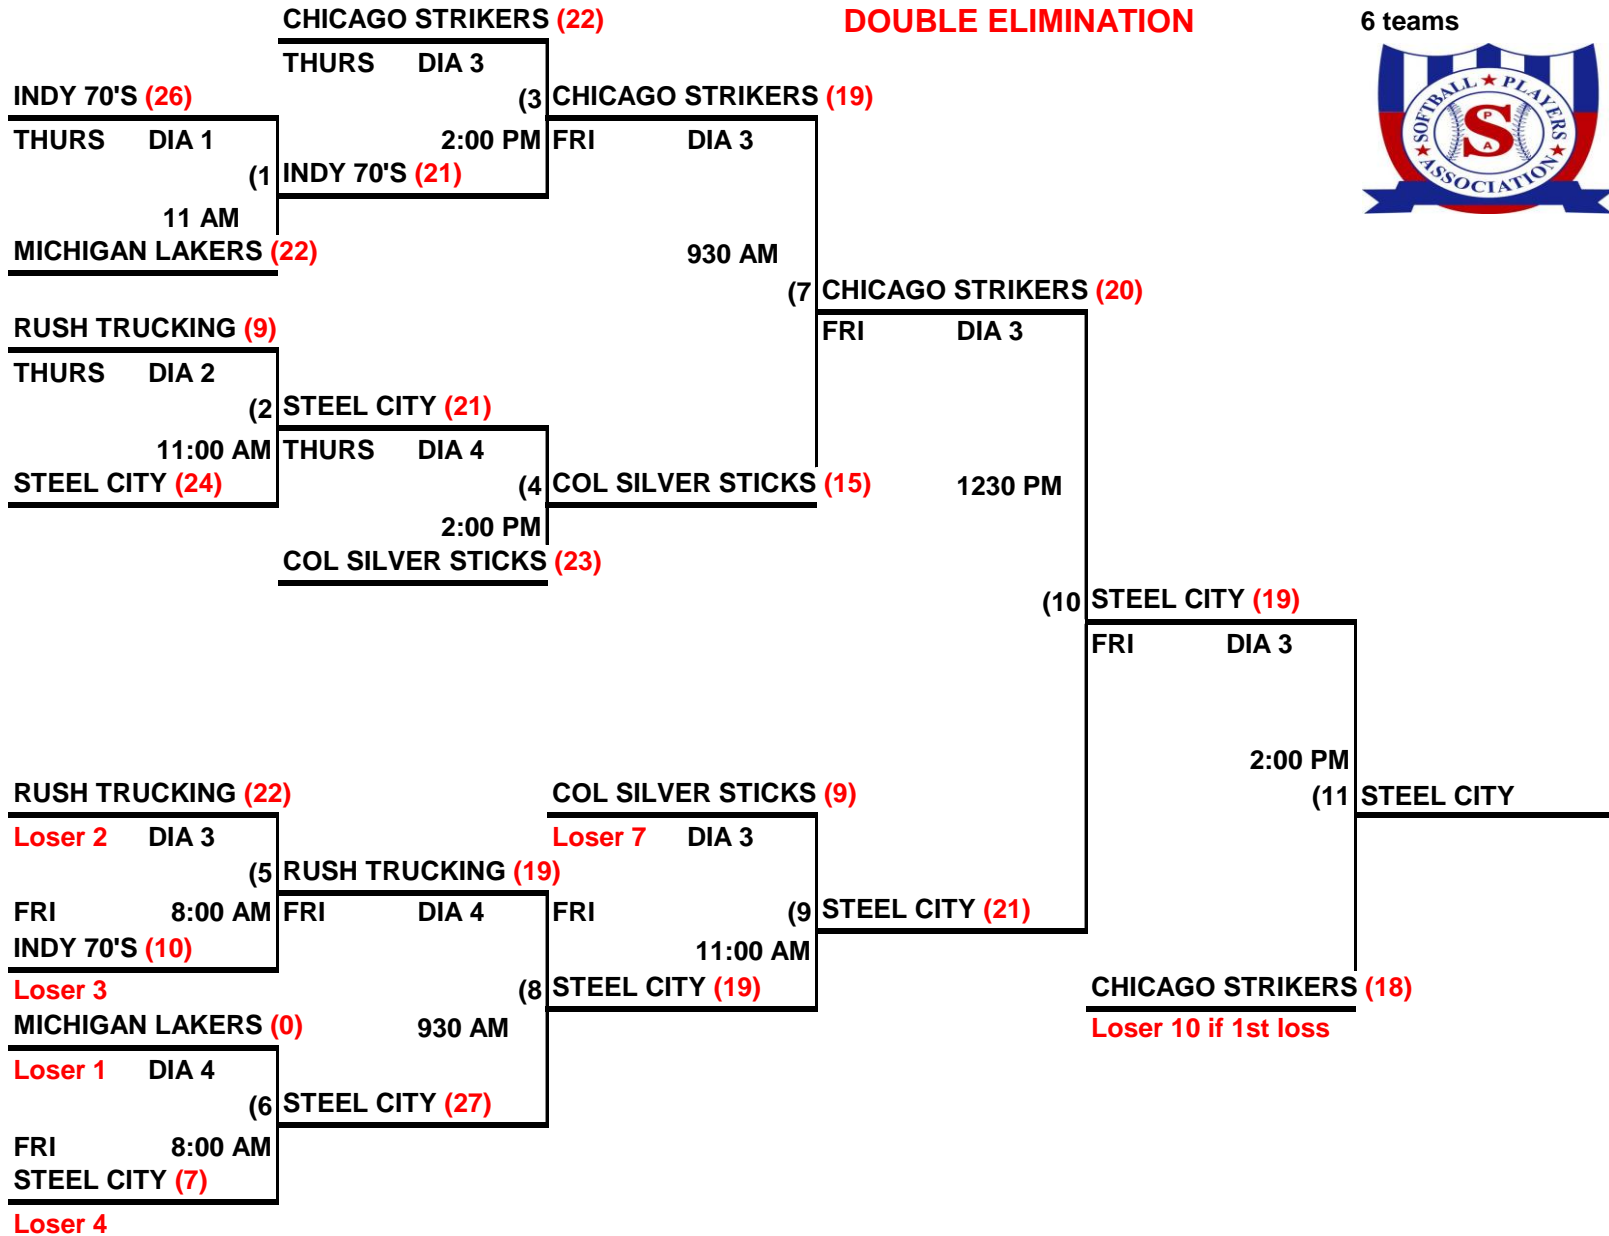 CHICAGO STRIKERS (22)
DOUBLE ELIMINATION
6 teams
THURS DIA 3
SOFTBALL ★ PLAYERS ★ ASSOCIATION ★
S
P
A
INDY 70'S (26)
(3 CHICAGO STRIKERS (19)
THURS DIA 1
2:00 PM FRI DIA 3
(1 INDY 70'S (21)
11 AM
MICHIGAN LAKERS (22)
930 AM
(7 CHICAGO STRIKERS (20)
RUSH TRUCKING (9)
FRI DIA 3
THURS DIA 2
(2 STEEL CITY (21)
11:00 AM THURS DIA 4
STEEL CITY (24)
(4 COL SILVER STICKS (15)
1230 PM
2:00 PM
COL SILVER STICKS (23)
(10 STEEL CITY (19)
FRI DIA 3
2:00 PM
RUSH TRUCKING (22)
COL SILVER STICKS (9)
(11 STEEL CITY
Loser 2 DIA 3
Loser 7 DIA 3
(5 RUSH TRUCKING (19)
FRI 8:00 AM FRI DIA 4
FRI (9 STEEL CITY (21)
INDY 70'S (10)
11:00 AM
Loser 3
(8 STEEL CITY (19)
CHICAGO STRIKERS (18)
MICHIGAN LAKERS (0)
930 AM
Loser 10 if 1st loss
Loser 1 DIA 4
(6 STEEL CITY (27)
FRI 8:00 AM
STEEL CITY (7)
Loser 4